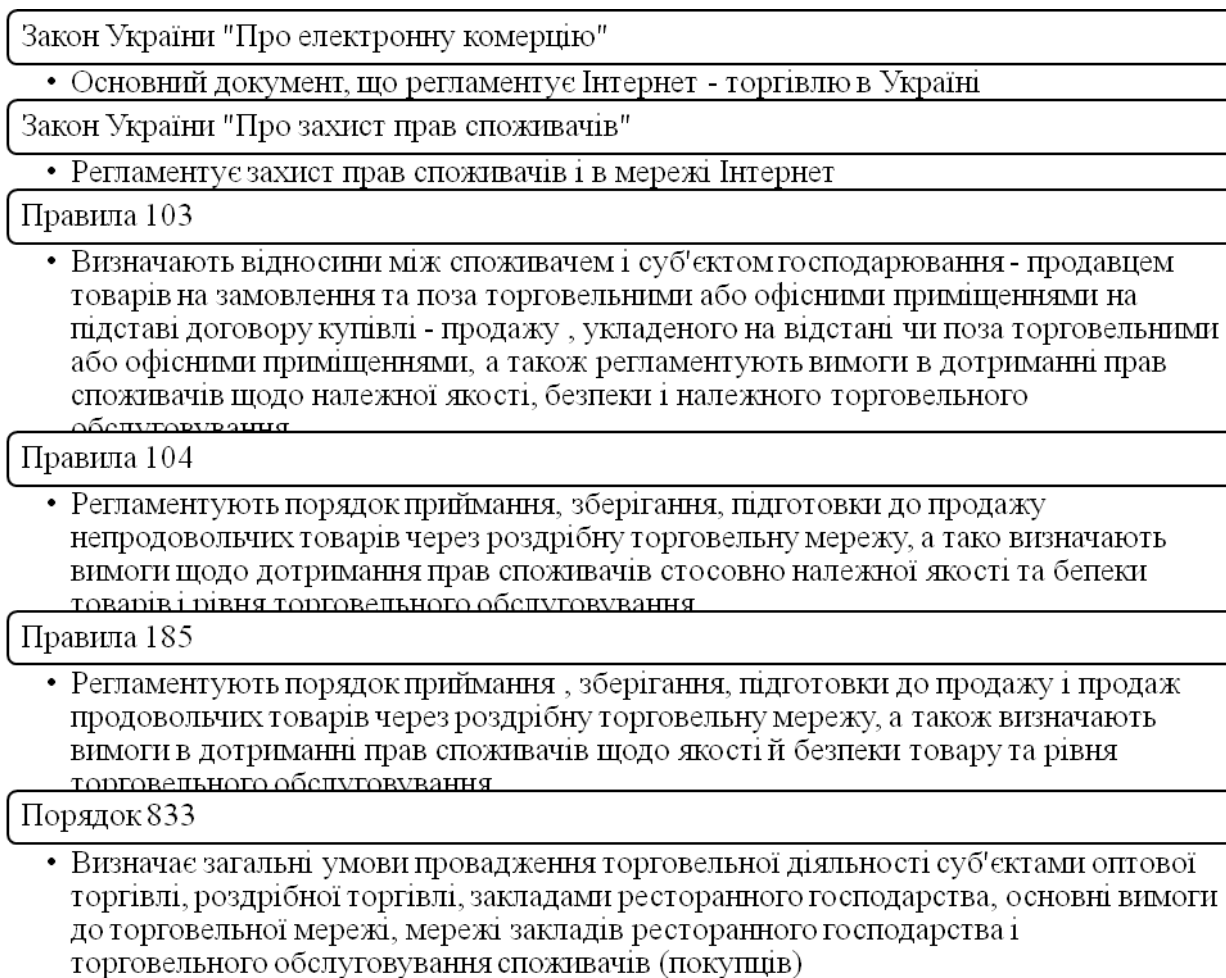 Закон України "Про електронну комерцію"
• Основний документ, що регламентує Інтернет - торгівлю в Україні
Закон України "Про захист прав споживачів"
• Регламентує захист прав споживачів і в мережі Інтернет
Правила 103
• Визначають відносини між споживачем і суб'єктом господарювання - продавцем
товарів на замовлення та поза торговельними або офісними приміщеннями на
підставі договору купівлі - продажу , укладеного на відстані чи поза торговельними
або офісними приміщеннями, а також регламентують вимоги в дотриманні прав
споживачів щодо належної якості, безпеки і належного торговельного
обслуговування
Правила 104
• Регламентують порядок приймання, зберігання, підготовки до продажу
непродовольчих товарів через роздрібну торговельну мережу, а тако визначають
вимоги щодо дотримання прав споживачів стосовно належної якості та бепеки
товарів і рівня торговельного обслуговування
Правила 185
• Регламентують порядок приймання , зберігання, підготовки до продажу і продаж
продовольчих товарів через роздрібну торговельну мережу, а також визначають
вимоги в дотриманні прав споживачів щодо якості й безпеки товару та рівня
торговельного обслуговування
Порядок 833
• Визначає загальні умови провадження торговельної діяльності суб'єктами оптової
торгівлі, роздрібної торгівлі, закладами ресторанного господарства, основні вимоги
до торговельної мережі, мережі закладів ресторанного господарства і
торговельного обслуговування споживачів (покупців)